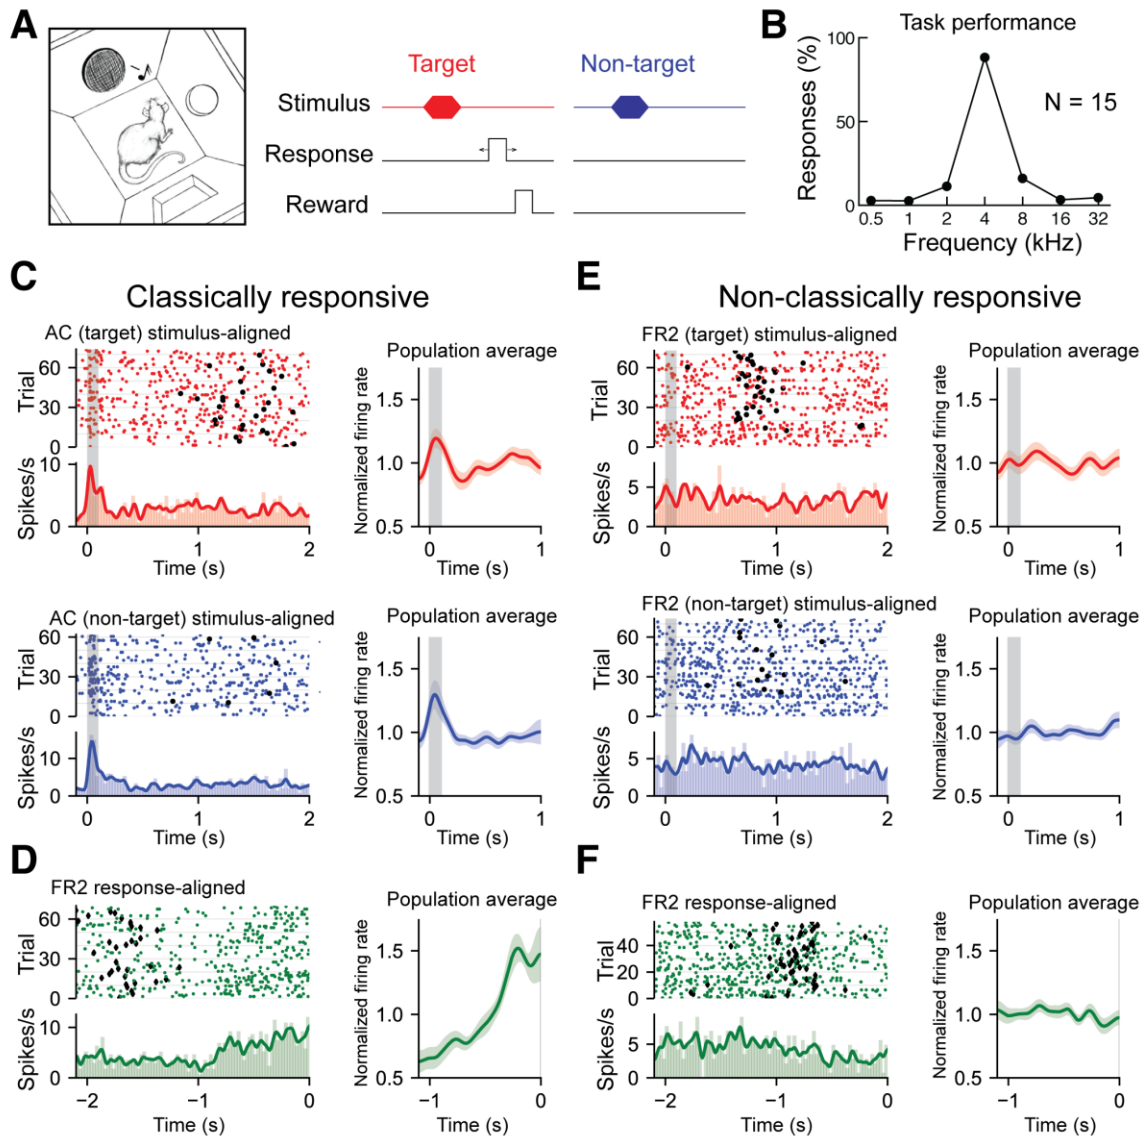 A
Target
Non-target
Stimulus
Response
Reward
B
Task performance
Responses (%)
100
50
0
N = 15
0.5 1 2 4 8 16 32
Frequency (kHz)
C
Classically responsive
AC (target) stimulus-aligned
Trial
60
30
0
Spikes/s
10
0
0 1 2
Time (s)
Population average
Normalized firing rate
1.5
1.0
0.5
0 1
Time (s)
AC (non-target) stimulus-aligned
Trial
60
30
0
Spikes/s
10
0
0 1 2
Time (s)
Population average
Normalized firing rate
1.5
1.0
0.5
0 1
Time (s)
D
FR2 response-aligned
Trial
60
30
0
Spikes/s
10
5
0
−2 −1 0
Time (s)
Population average
Normalized firing rate
1.5
1.0
0.5
−1 0
Time (s)
E
Non-classically responsive
FR2 (target) stimulus-aligned
Trial
60
30
0
Spikes/s
5
0
0 1 2
Time (s)
Population average
Normalized firing rate
1.5
1.0
0.5
0 1
Time (s)
FR2 (non-target) stimulus-aligned
Trial
60
30
0
Spikes/s
5
0
0 1 2
Time (s)
Population average
Normalized firing rate
1.5
1.0
0.5
0 1
Time (s)
F
FR2 response-aligned
Trial
40
20
0
Spikes/s
5
0
−2 −1 0
Time (s)
Population average
Normalized firing rate
1.5
1.0
0.5
−1 0
Time (s)